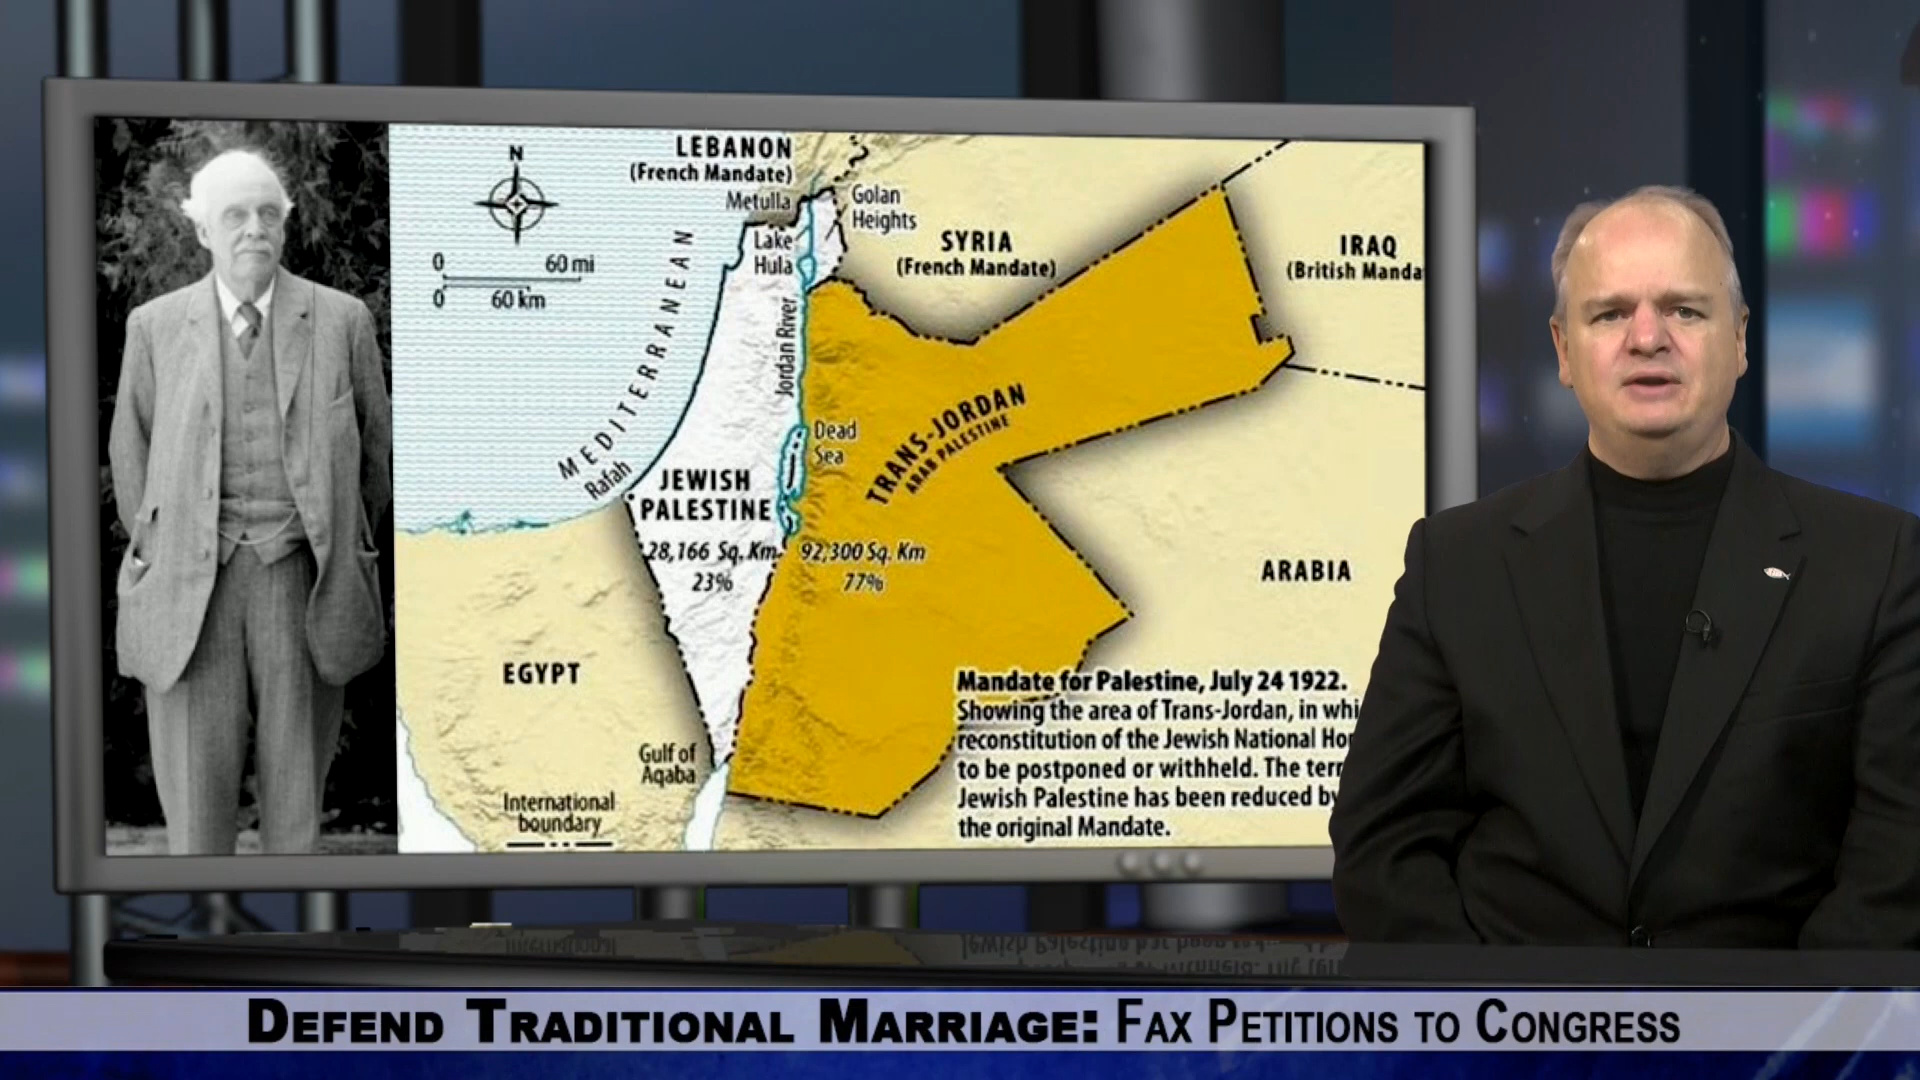 LEBANON
(French Mandate)
Metulla
Golan
Heights
Lake
Hula
N
0 60 mi
0 60 km
MEDITERRANEAN
SYRIA
(French Mandate)
IRAQ
(British Manda
Jordan River
Dead
Sea
TRANS-JORDAN
ARAB PALESTINE
Rafah
JEWISH
PALESTINE
28,166 Sq. Km
23%
92,300 Sq. Km
77%
ARABIA
EGYPT
Gulf of
Aqaba
International
boundary
Mandate for Palestine, July 24 1922.
Showing the area of Trans-Jordan, in whi
reconstitution of the Jewish National Ho
to be postponed or withheld. The terr
Jewish Palestine has been reduced by
the original Mandate.
DEFEND TRADITIONAL MARRIAGE: FAX PETITIONS TO CONGRESS